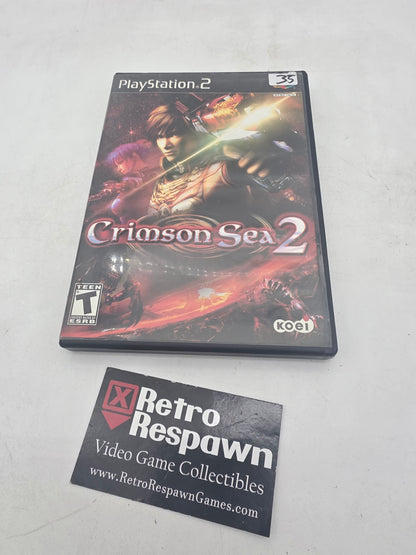 PlayStation 2
35
Crimson Sea 2
TEEN
T
ESRB
KOEI
X Retro
Respawn
Video Game Collectibles
www.RetroRespawnGames.com